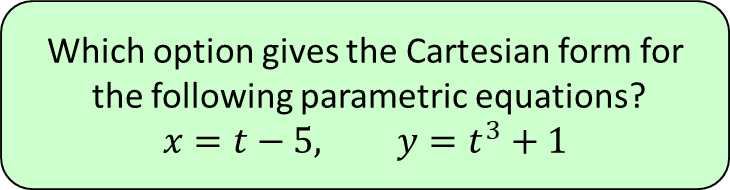 Which option gives the Cartesian form for
the following parametric equations?
x = t − 5, y = t³ + 1